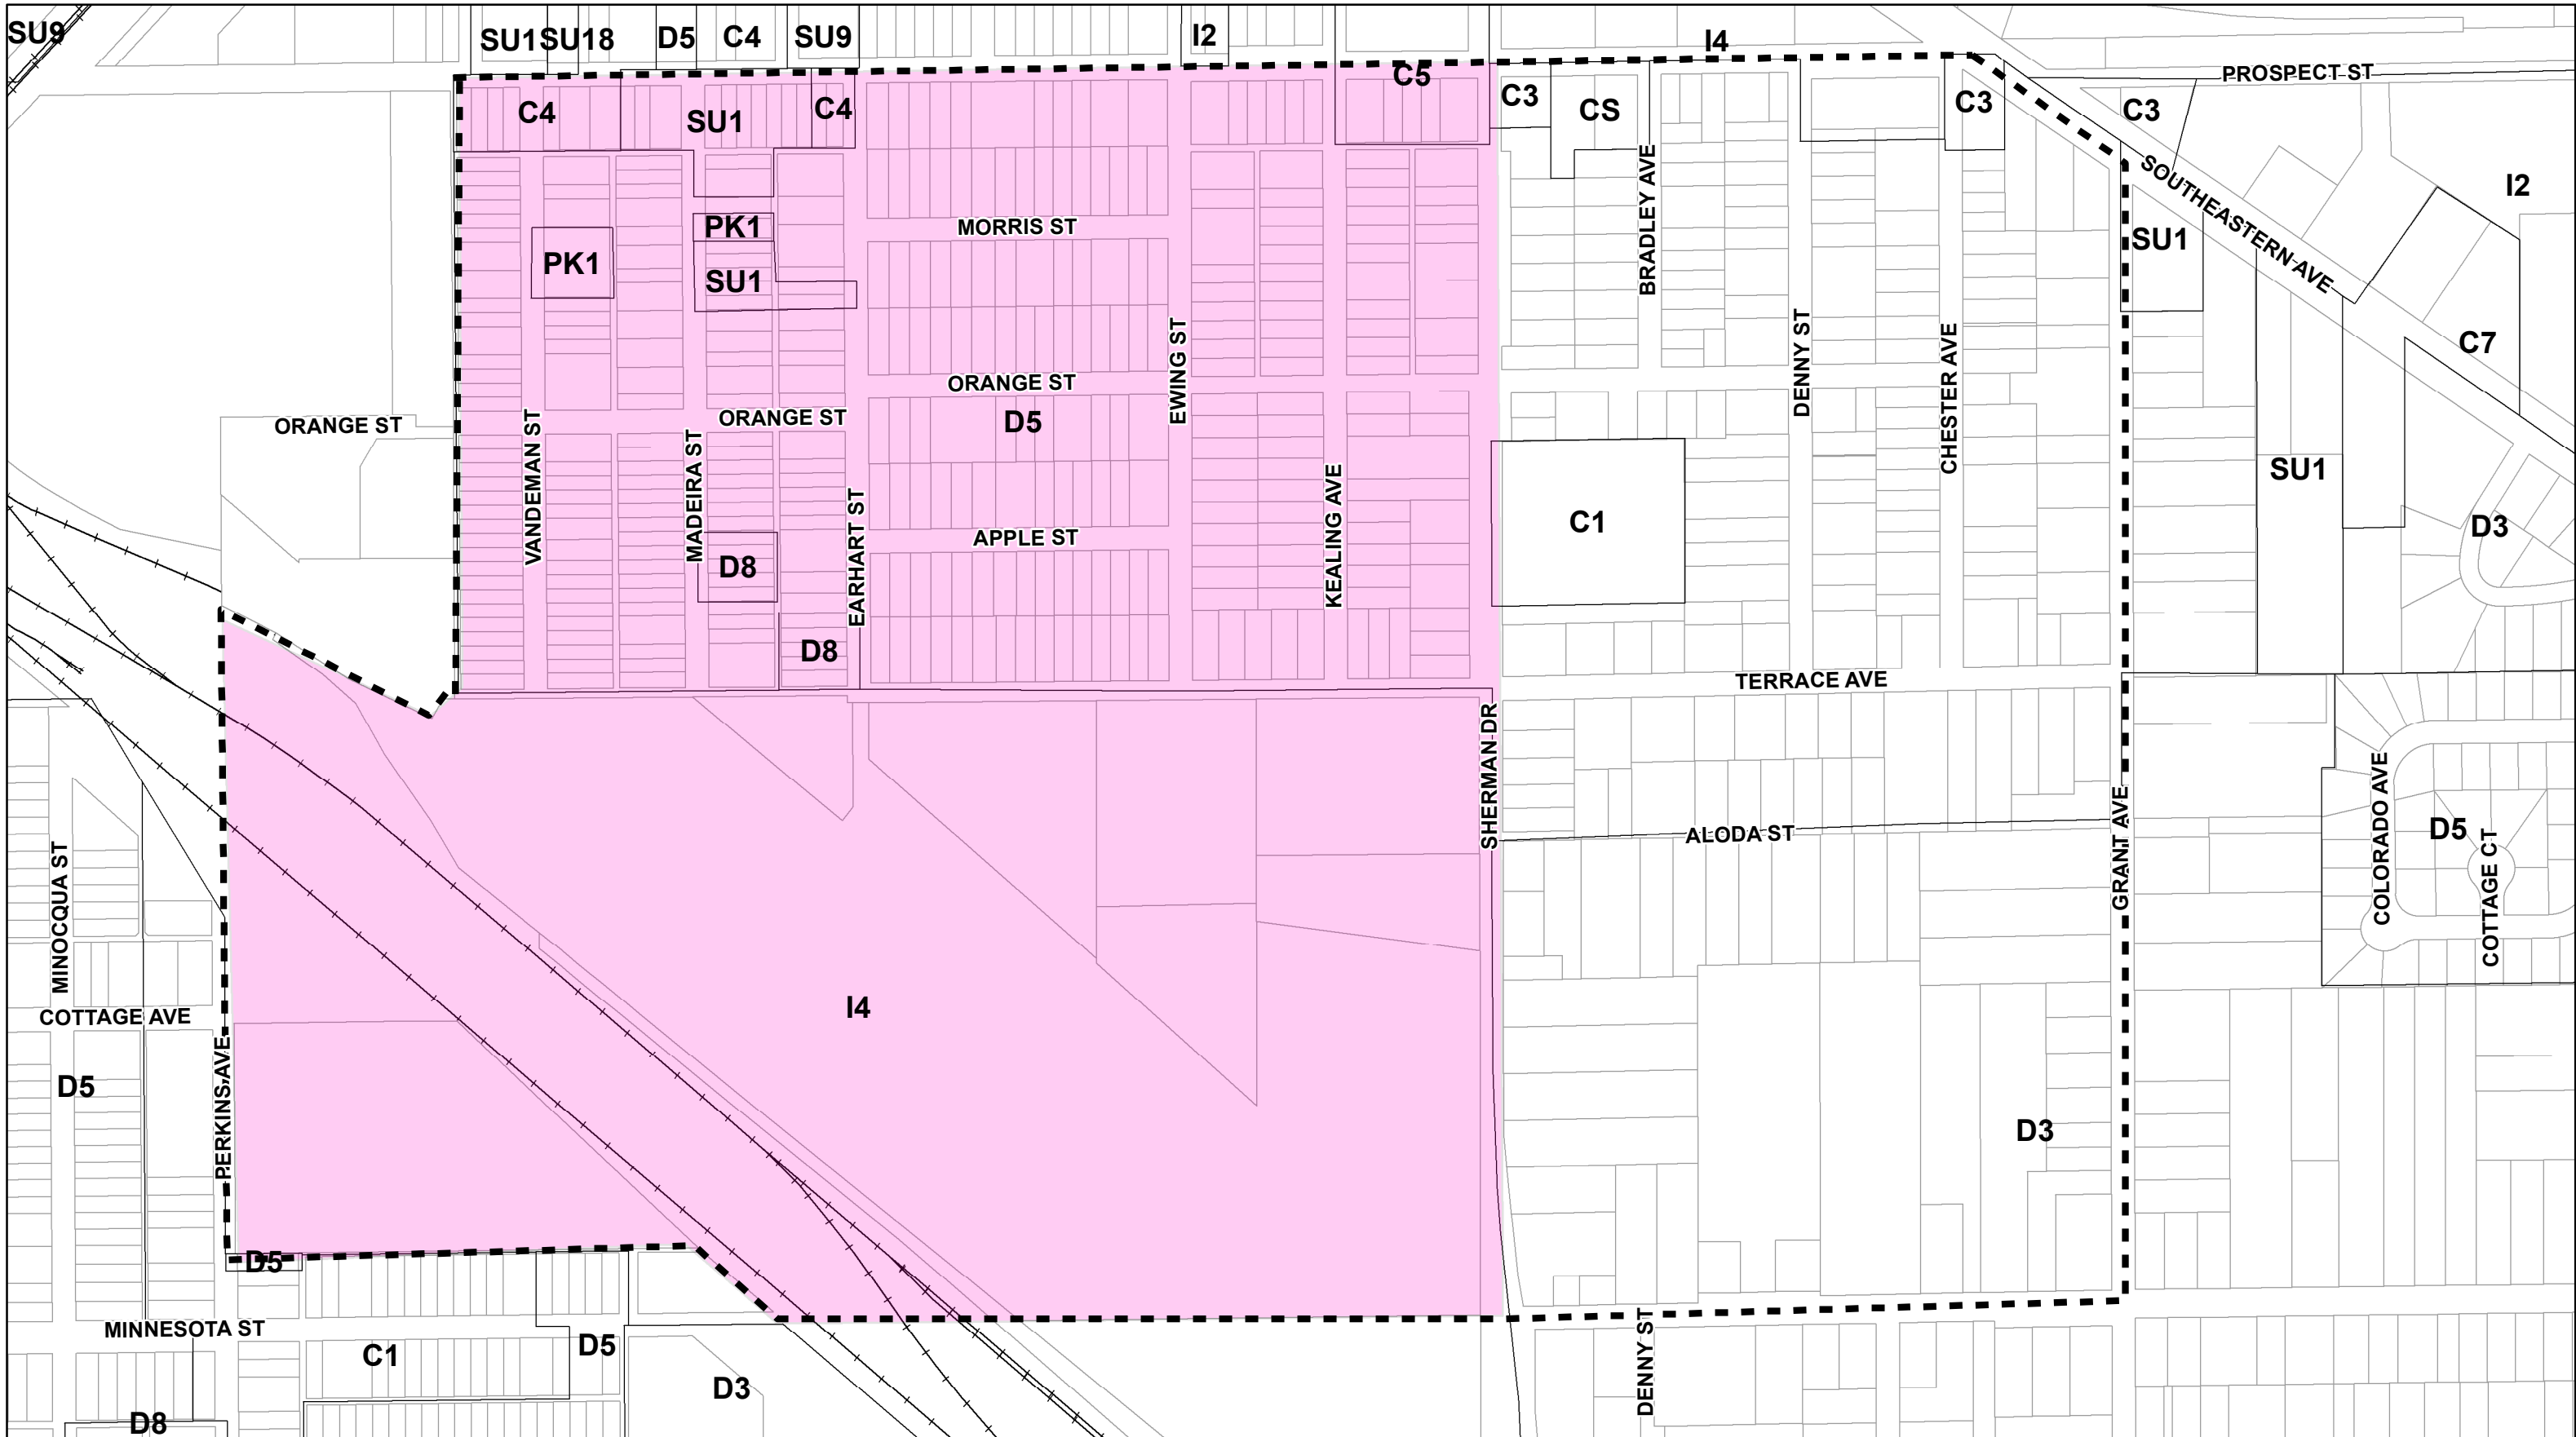 SU9
SU1
SU18
D5
C4
SU9
I2
I4
C5
PROSPECT ST
C4
SU1
C4
C3
CS
C3
C3
I2
SOUTHEASTERN AVE
BRADLEY AVE
MORRIS ST
PK1
PK1
SU1
SU1
C7
EWING ST
DENNY ST
CHESTER AVE
ORANGE ST
ORANGE ST
ORANGE ST
D5
VANDEMAN ST
MADEIRA ST
EARHART ST
KEALING AVE
SU1
C1
D3
APPLE ST
D8
D8
TERRACE AVE
SHERMAN DR
ALODA ST
GRANT AVE
COLORADO AVE
D5
COTTAGE CT
MINOCQUA ST
I4
COTTAGE AVE
D5
PERKINS AVE
D3
D5
MINNESOTA ST
C1
D5
D3
DENNY ST
D8